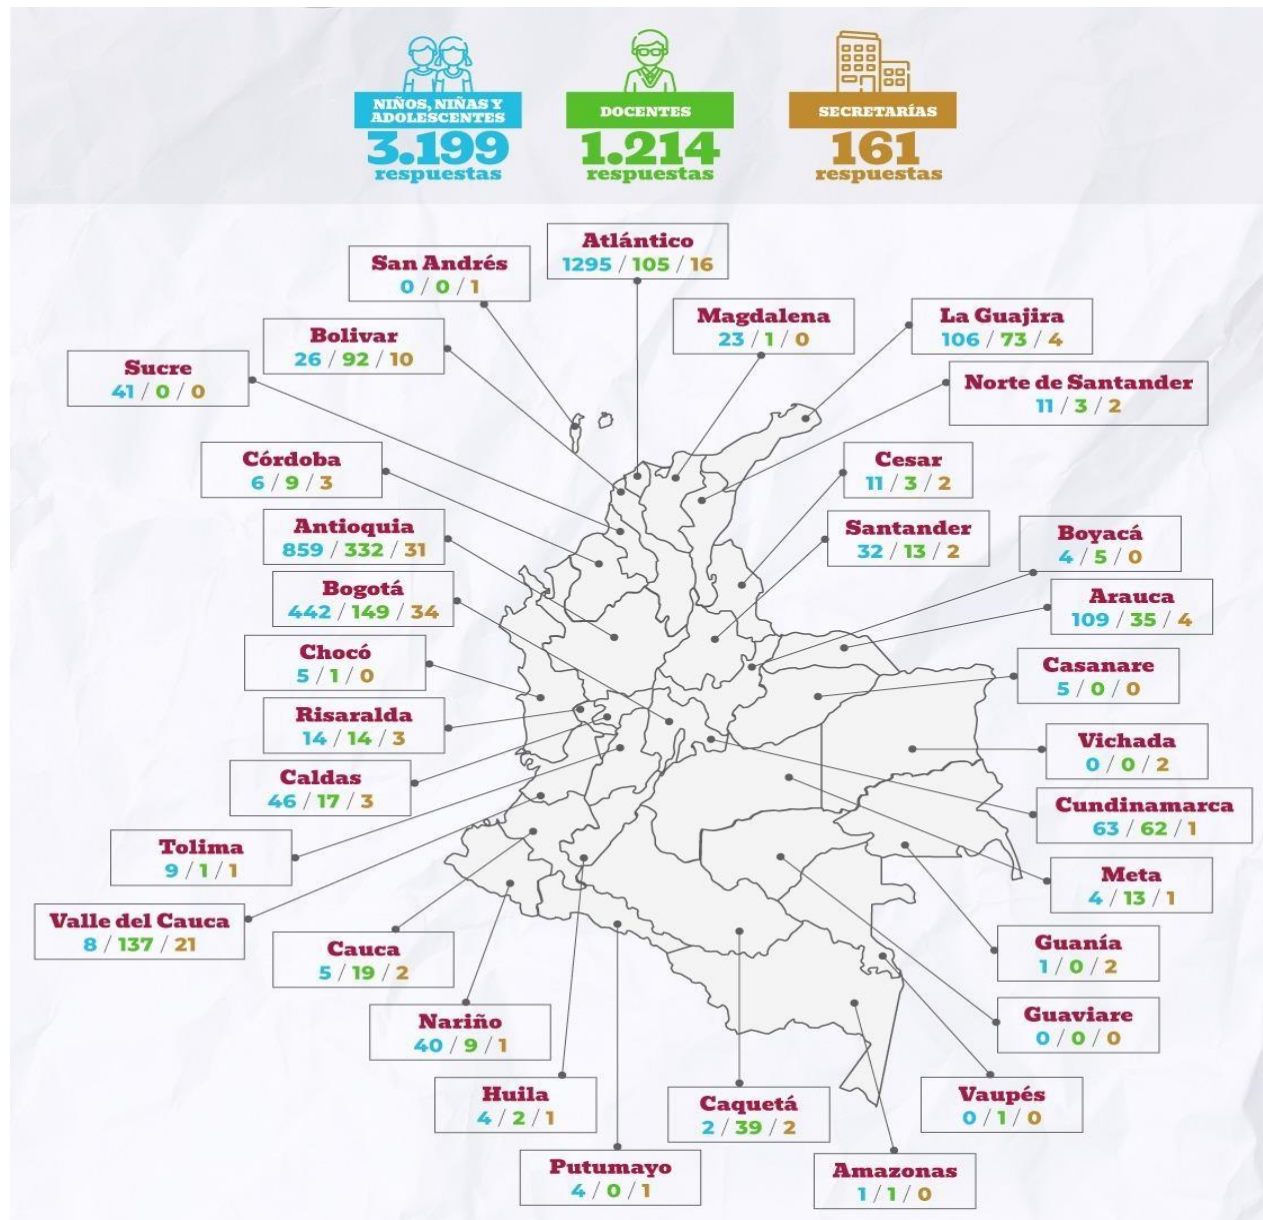 NIÑOS, NIÑAS Y
ADOLESCENTES
3.199
respuestas
DOCENTES
1.214
respuestas
SECRETARÍAS
161
respuestas
Atlántico
1295 / 105 / 16
San Andrés
0 / 0 / 1
Magdalena
23 / 1 / 0
La Guajira
106 / 73 / 4
Bolivar
26 / 92 / 10
Sucre
41 / 0 / 0
Norte de Santander
11 / 3 / 2
Córdoba
6 / 9 / 3
Cesar
11 / 3 / 2
Antioquia
859 / 332 / 31
Santander
32 / 13 / 2
Boyacá
4 / 5 / 0
Bogotá
442 / 149 / 34
Arauca
109 / 35 / 4
Chocó
5 / 1 / 0
Casanare
5 / 0 / 0
Risaralda
14 / 14 / 3
Vichada
0 / 0 / 2
Caldas
46 / 17 / 3
Cundinamarca
63 / 62 / 1
Tolima
9 / 1 / 1
Meta
4 / 13 / 1
Valle del Cauca
8 / 137 / 21
Cauca
5 / 19 / 2
Guanía
1 / 0 / 2
Nariño
40 / 9 / 1
Guaviare
0 / 0 / 0
Huila
4 / 2 / 1
Caquetá
2 / 39 / 2
Vaupés
0 / 1 / 0
Putumayo
4 / 0 / 1
Amazonas
1 / 1 / 0